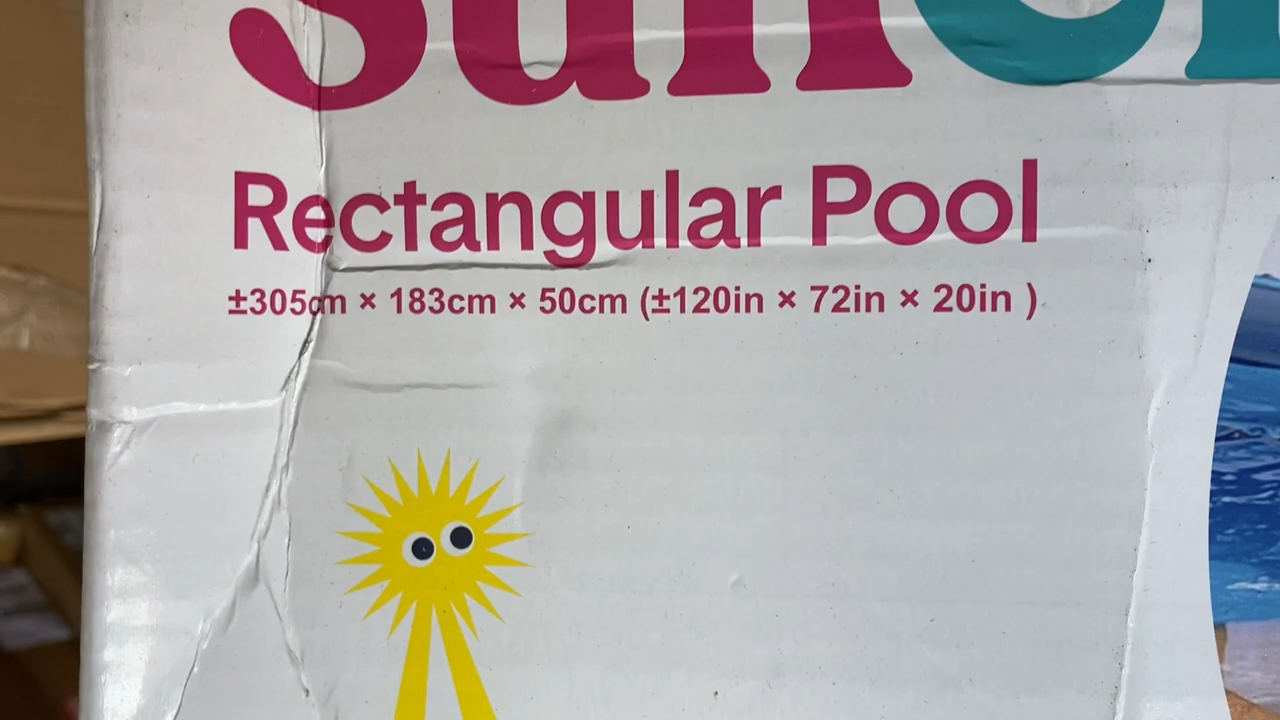 Rectangular Pool
±305cm × 183cm × 50cm (±120in × 72in × 20in )